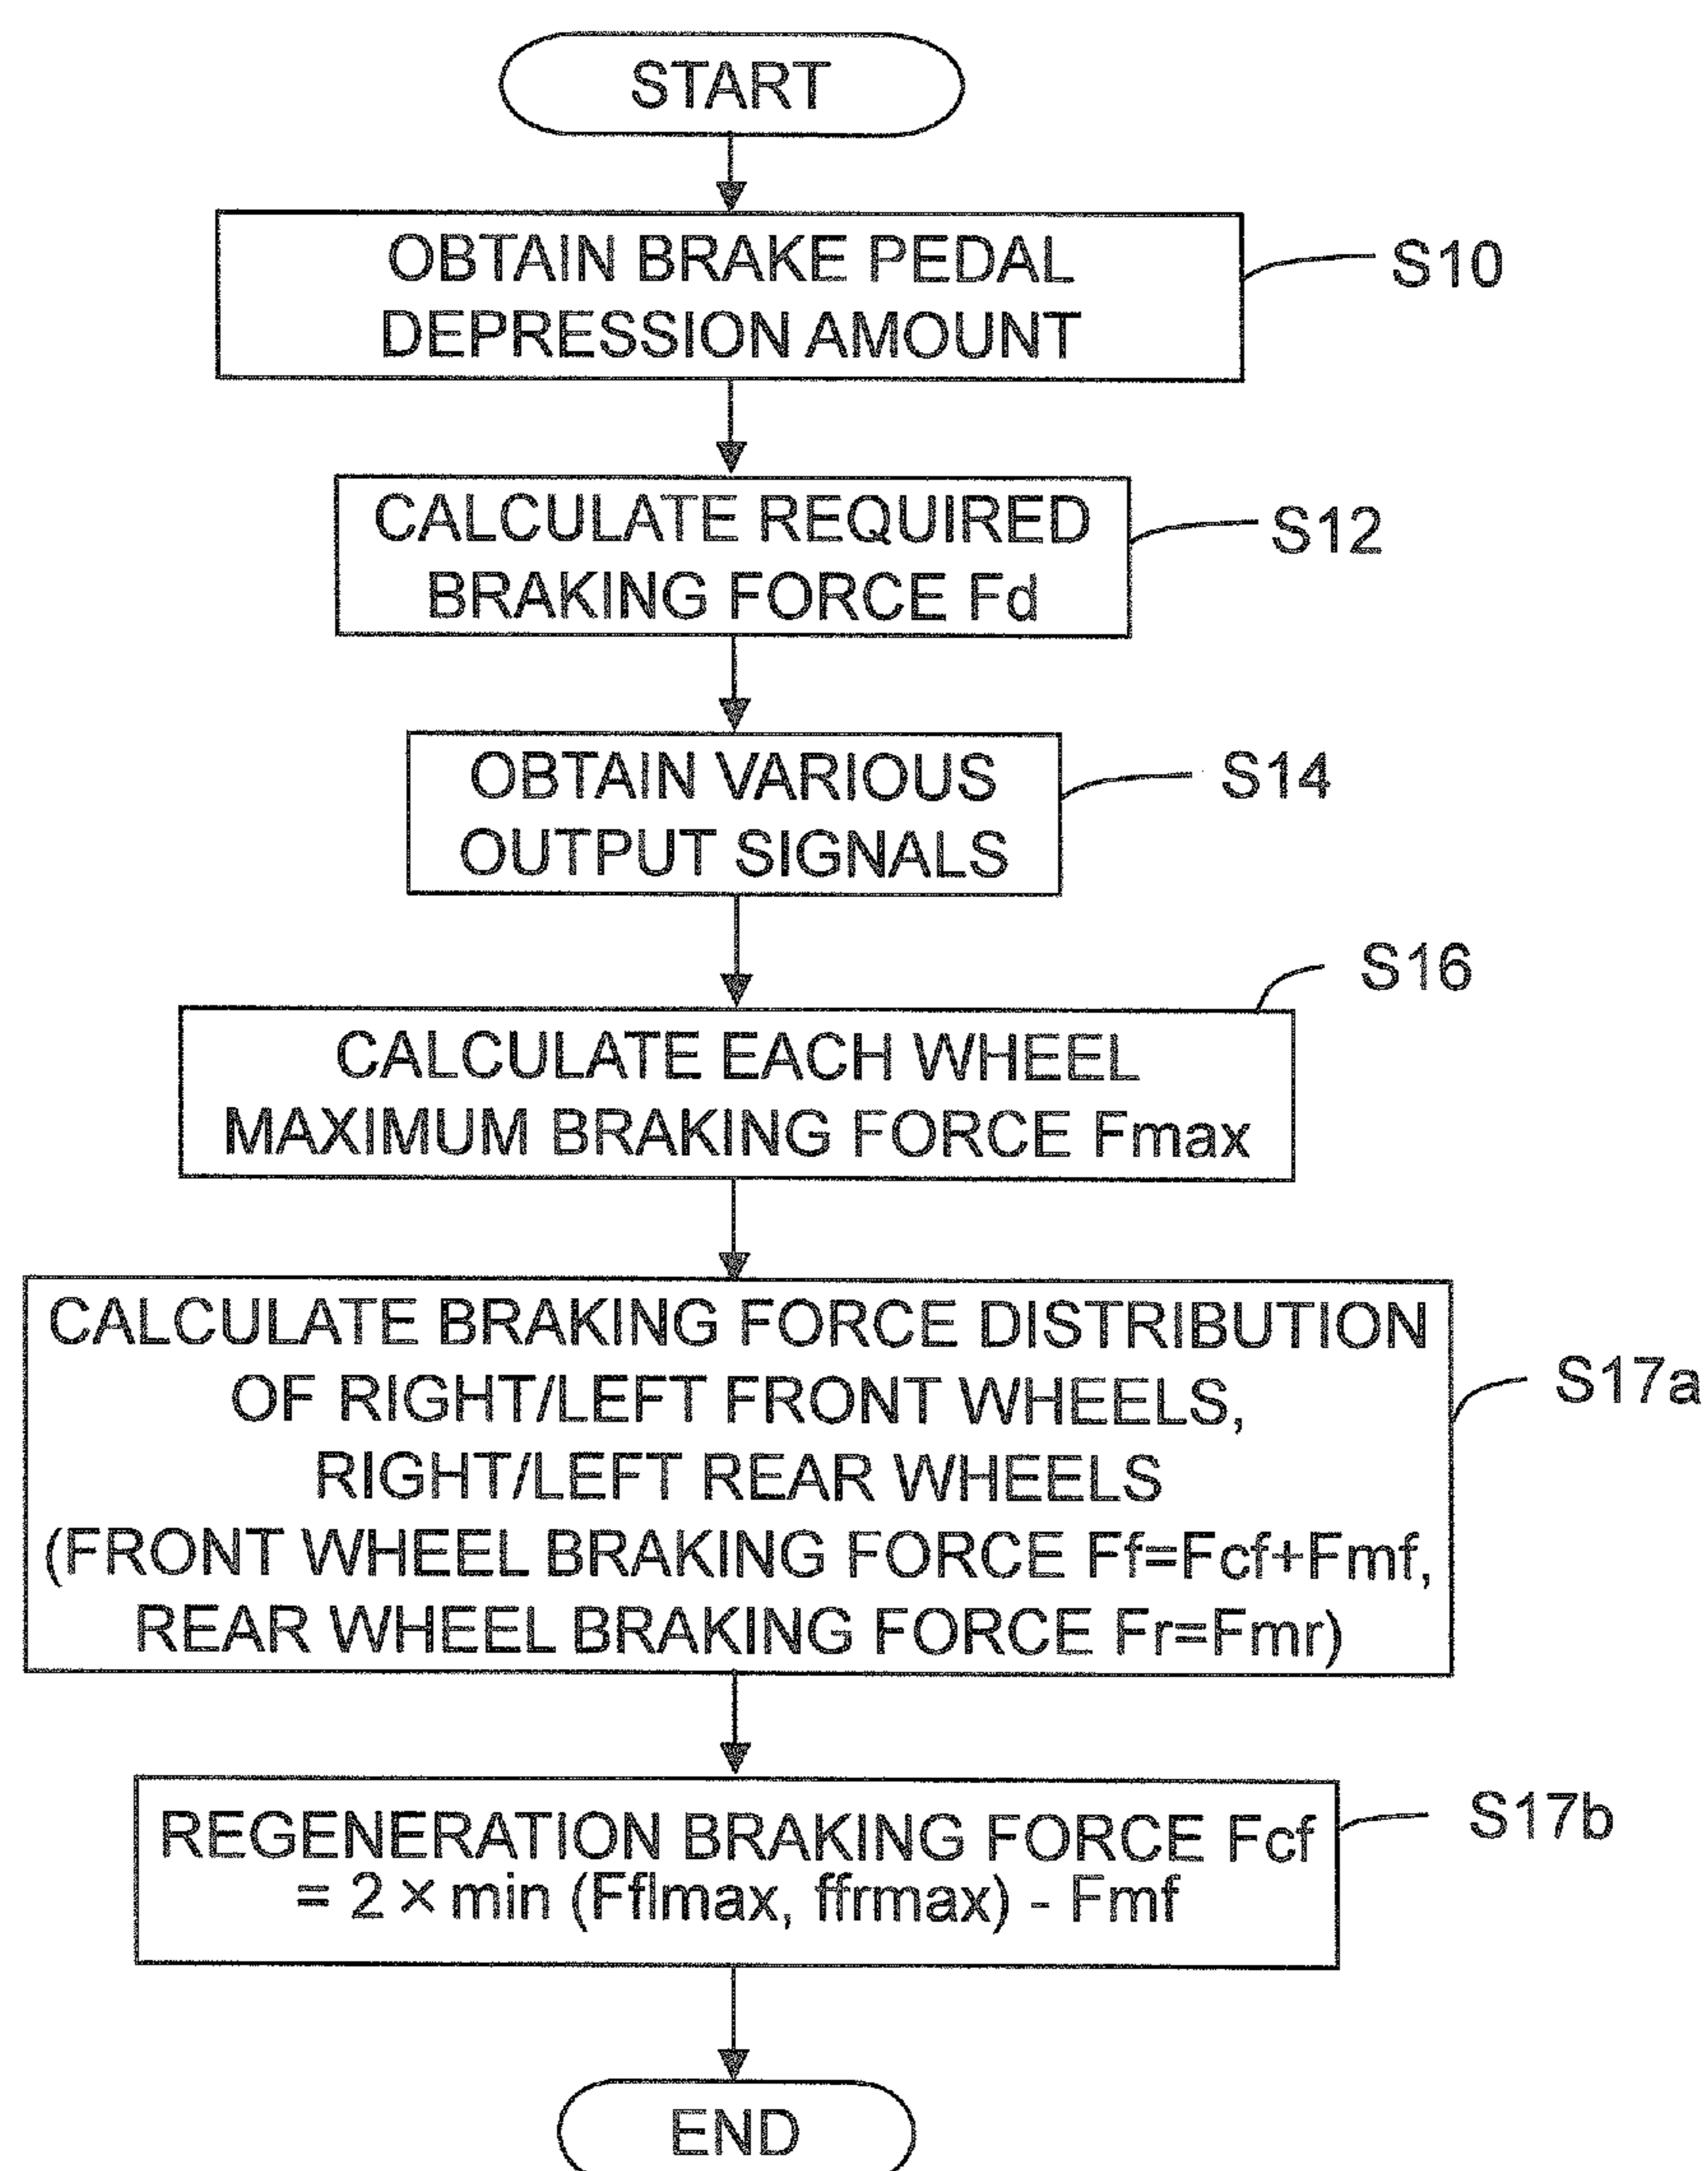 START
OBTAIN BRAKE PEDAL
DEPRESSION AMOUNT
S10
CALCULATE REQUIRED
BRAKING FORCE Fd
S12
OBTAIN VARIOUS
OUTPUT SIGNALS
S14
S16
CALCULATE EACH WHEEL
MAXIMUM BRAKING FORCE Fmax
CALCULATE BRAKING FORCE DISTRIBUTION
OF RIGHT/LEFT FRONT WHEELS,
RIGHT/LEFT REAR WHEELS
(FRONT WHEEL BRAKING FORCE Ff=Fcf+Fmf,
REAR WHEEL BRAKING FORCE Fr=Fmr)
S17a
REGENERATION BRAKING FORCE Fcf
= 2 × min (Fflmax, ffrmax) - Fmf
S17b
END